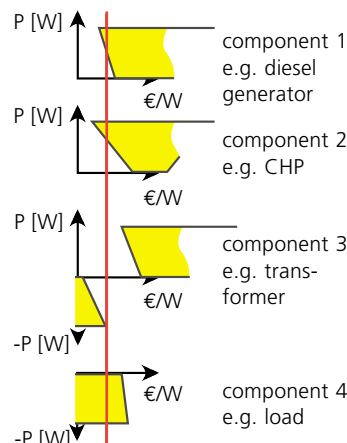 P [W]
component 1
e.g. diesel
generator
€/W
P [W]
component 2
e.g. CHP
€/W
P [W]
component 3
e.g. trans-
former
€/W
-P [W]
€/W
component 4
e.g. load
-P [W]